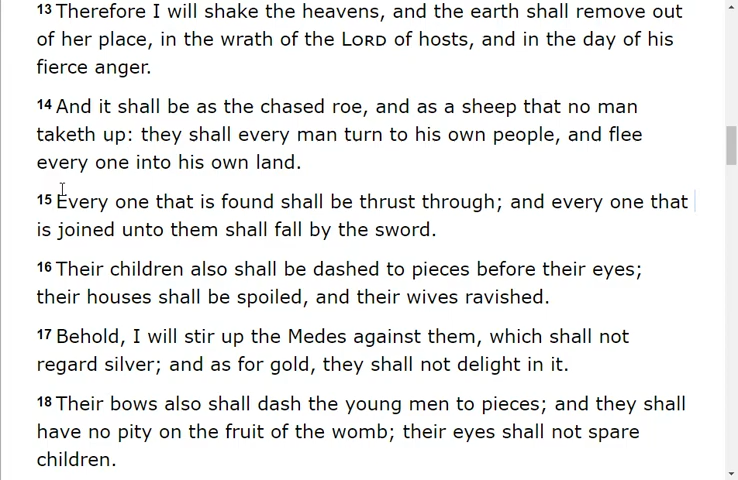 13 Therefore I will shake the heavens, and the earth shall remove out
of her place, in the wrath of the LORD of hosts, and in the day of his
fierce anger.
14 And it shall be as the chased roe, and as a sheep that no man
taketh up: they shall every man turn to his own people, and flee
every one into his own land.
15 Every one that is found shall be thrust through; and every one that
is joined unto them shall fall by the sword.
16 Their children also shall be dashed to pieces before their eyes;
their houses shall be spoiled, and their wives ravished.
17 Behold, I will stir up the Medes against them, which shall not
regard silver; and as for gold, they shall not delight in it.
18 Their bows also shall dash the young men to pieces; and they shall
have no pity on the fruit of the womb; their eyes shall not spare
children.